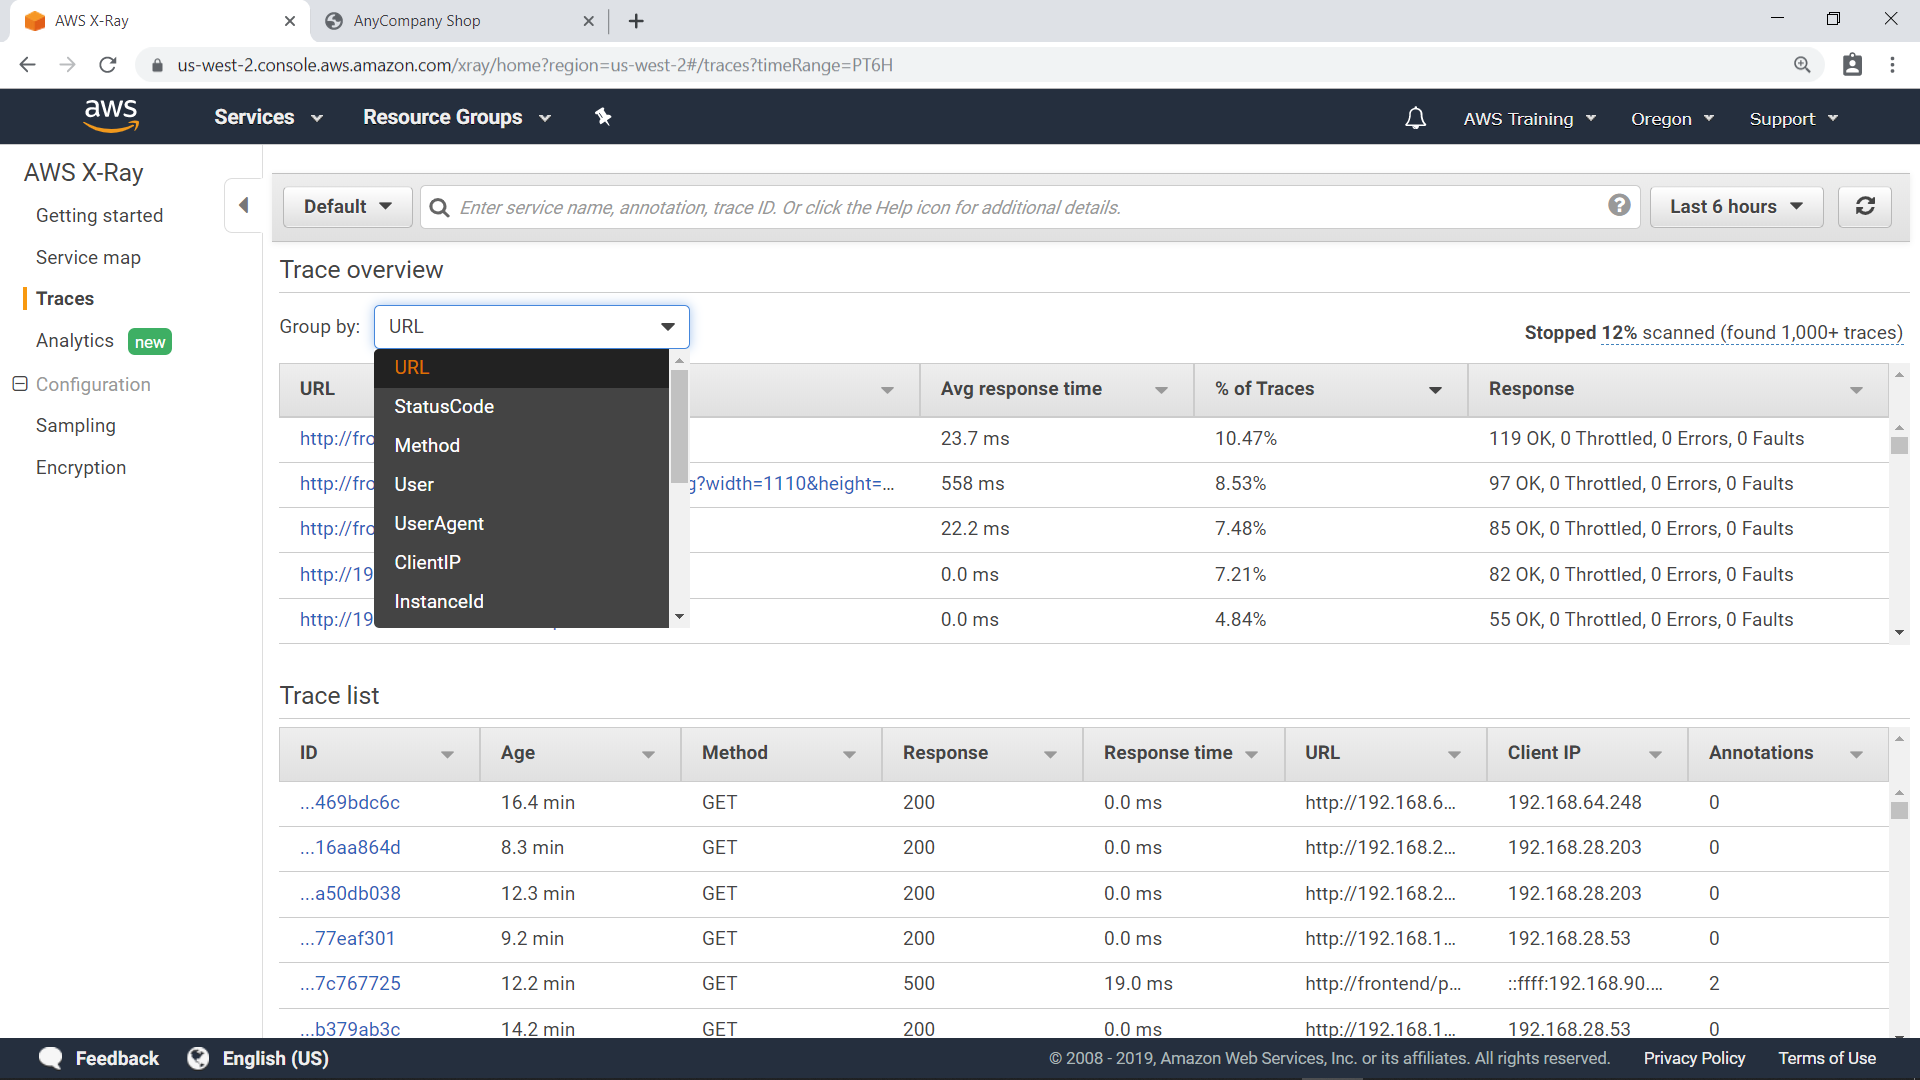 AWS X-Ray
AnyCompany Shop
us-west-2.console.aws.amazon.com/xray/home?region=us-west-2#/traces?timeRange=PT6H
aws
Services
Resource Groups
AWS Training
Oregon
Support
AWS X-Ray
Getting started
Service map
Traces
Analytics new
Configuration
Sampling
Encryption
Default
Enter service name, annotation, trace ID. Or click the Help icon for additional details.
Last 6 hours
Trace overview
Group by: URL
Stopped 12% scanned (found 1,000+ traces)
URL
StatusCode
Method
User
UserAgent
ClientIP
InstanceId
URL Avg response time % of Traces Response
http://fro 23.7 ms 10.47% 119 OK, 0 Throttled, 0 Errors, 0 Faults
http://fro g?width=1110&height=... 558 ms 8.53% 97 OK, 0 Throttled, 0 Errors, 0 Faults
http://fro 22.2 ms 7.48% 85 OK, 0 Throttled, 0 Errors, 0 Faults
http://19 0.0 ms 7.21% 82 OK, 0 Throttled, 0 Errors, 0 Faults
http://19 0.0 ms 4.84% 55 OK, 0 Throttled, 0 Errors, 0 Faults
Trace list
ID Age Method Response Response time URL Client IP Annotations
...469bdc6c 16.4 min GET 200 0.0 ms http://192.168.6... 192.168.64.248 0
...16aa864d 8.3 min GET 200 0.0 ms http://192.168.2... 192.168.28.203 0
...a50db038 12.3 min GET 200 0.0 ms http://192.168.2... 192.168.28.203 0
...77eaf301 9.2 min GET 200 0.0 ms http://192.168.1... 192.168.28.53 0
...7c767725 12.2 min GET 500 19.0 ms http://frontend/p... ::ffff:192.168.90.... 2
...b379ab3c 14.2 min GET 200 0.0 ms http://192.168.1... 192.168.28.53 0
Feedback
English (US)
© 2008 - 2019, Amazon Web Services, Inc. or its affiliates. All rights reserved.
Privacy Policy
Terms of Use